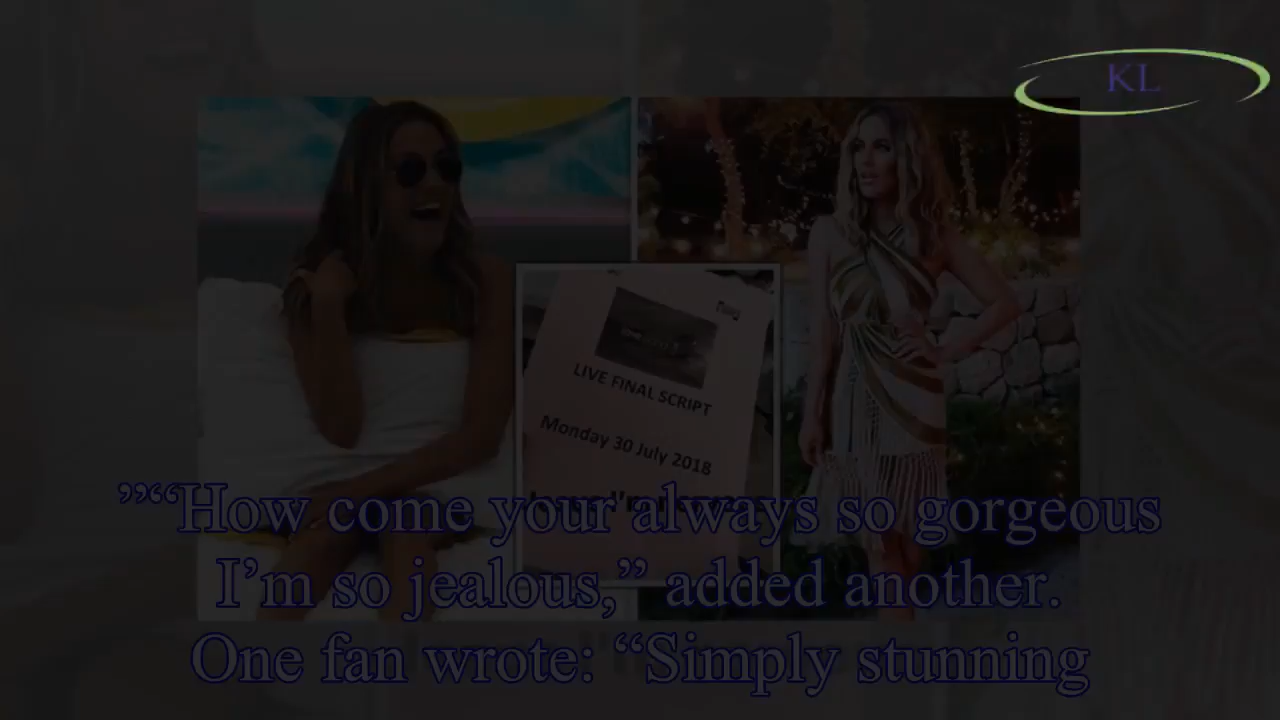 KL
LIVE FINAL SCRIPT
Monday 30 July 2018
”“‘“How come your always so gorgeous
I’m so jealous,” added another.
One fan wrote: “Simply stunning